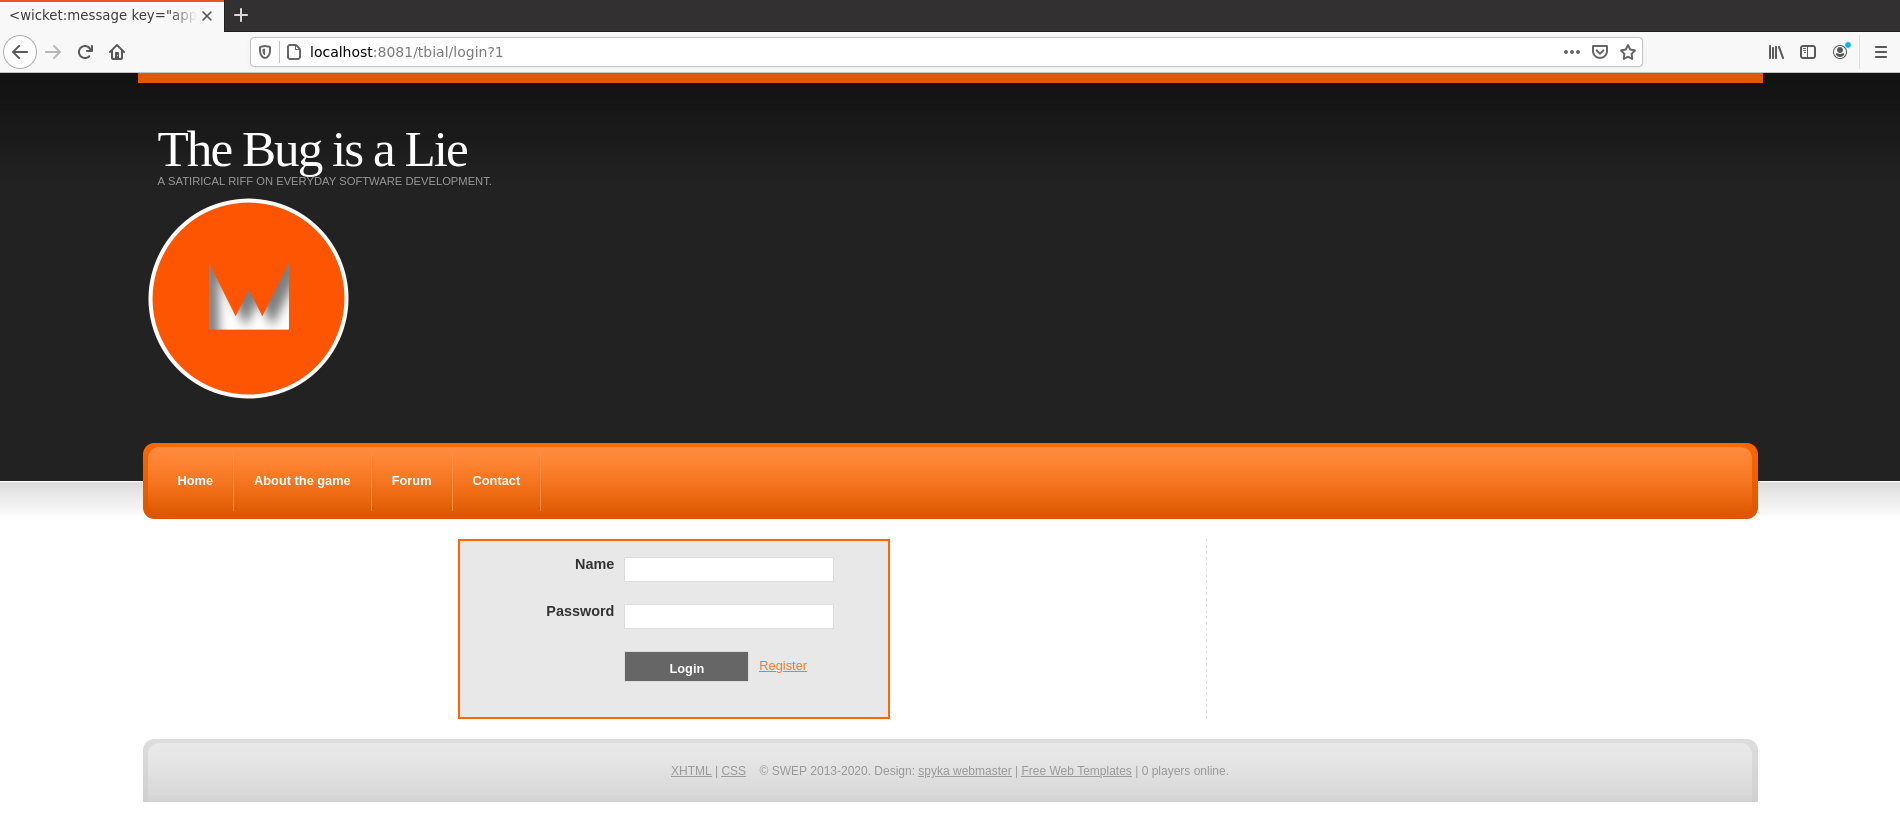 <wicket:message key="app
localhost:8081/tbial/login?1
The Bug is a Lie
A SATIRICAL RIFF ON EVERYDAY SOFTWARE DEVELOPMENT.
Home About the game Forum Contact
Name
Password
Login Register
XHTML | CSS © SWEP 2013-2020. Design: spyka webmaster | Free Web Templates | 0 players online.